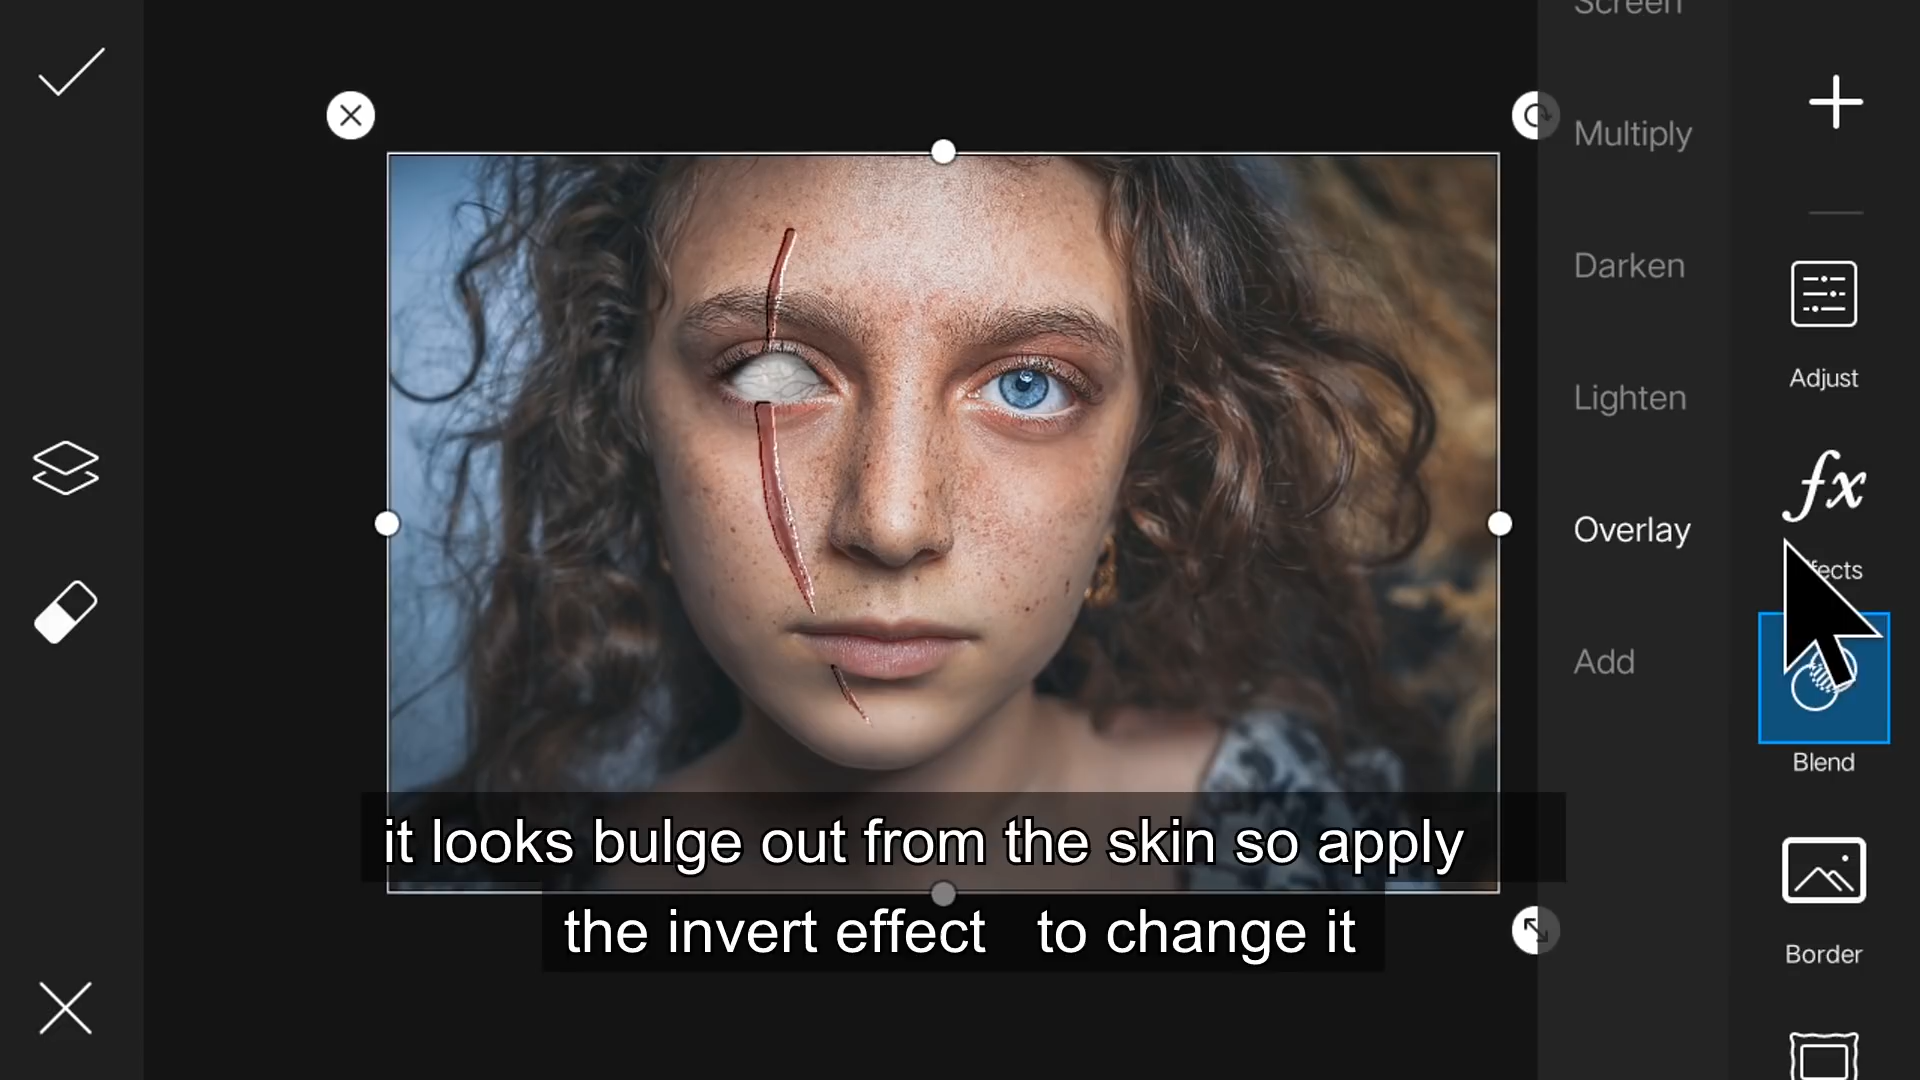 Screen
Multiply
Darken
Lighten
Overlay
Add
Adjust
fx
fects
Blend
Border
it looks bulge out from the skin so apply
the invert effect to change it